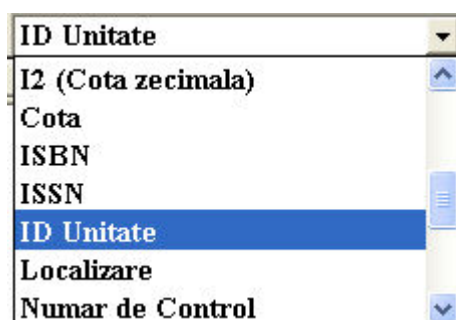 ID Unitate
I2 (Cota zecimala)
Cota
ISBN
ISSN
ID Unitate
Localizare
Numar de Control